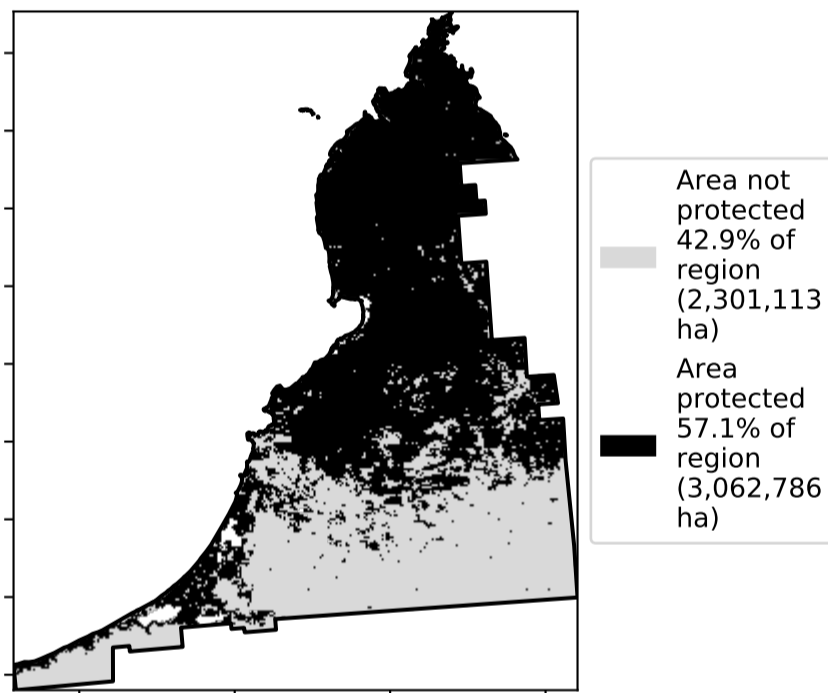 Area not
protected
42.9% of
region
(2,301,113
ha)
Area
protected
57.1% of
region
(3,062,786
ha)